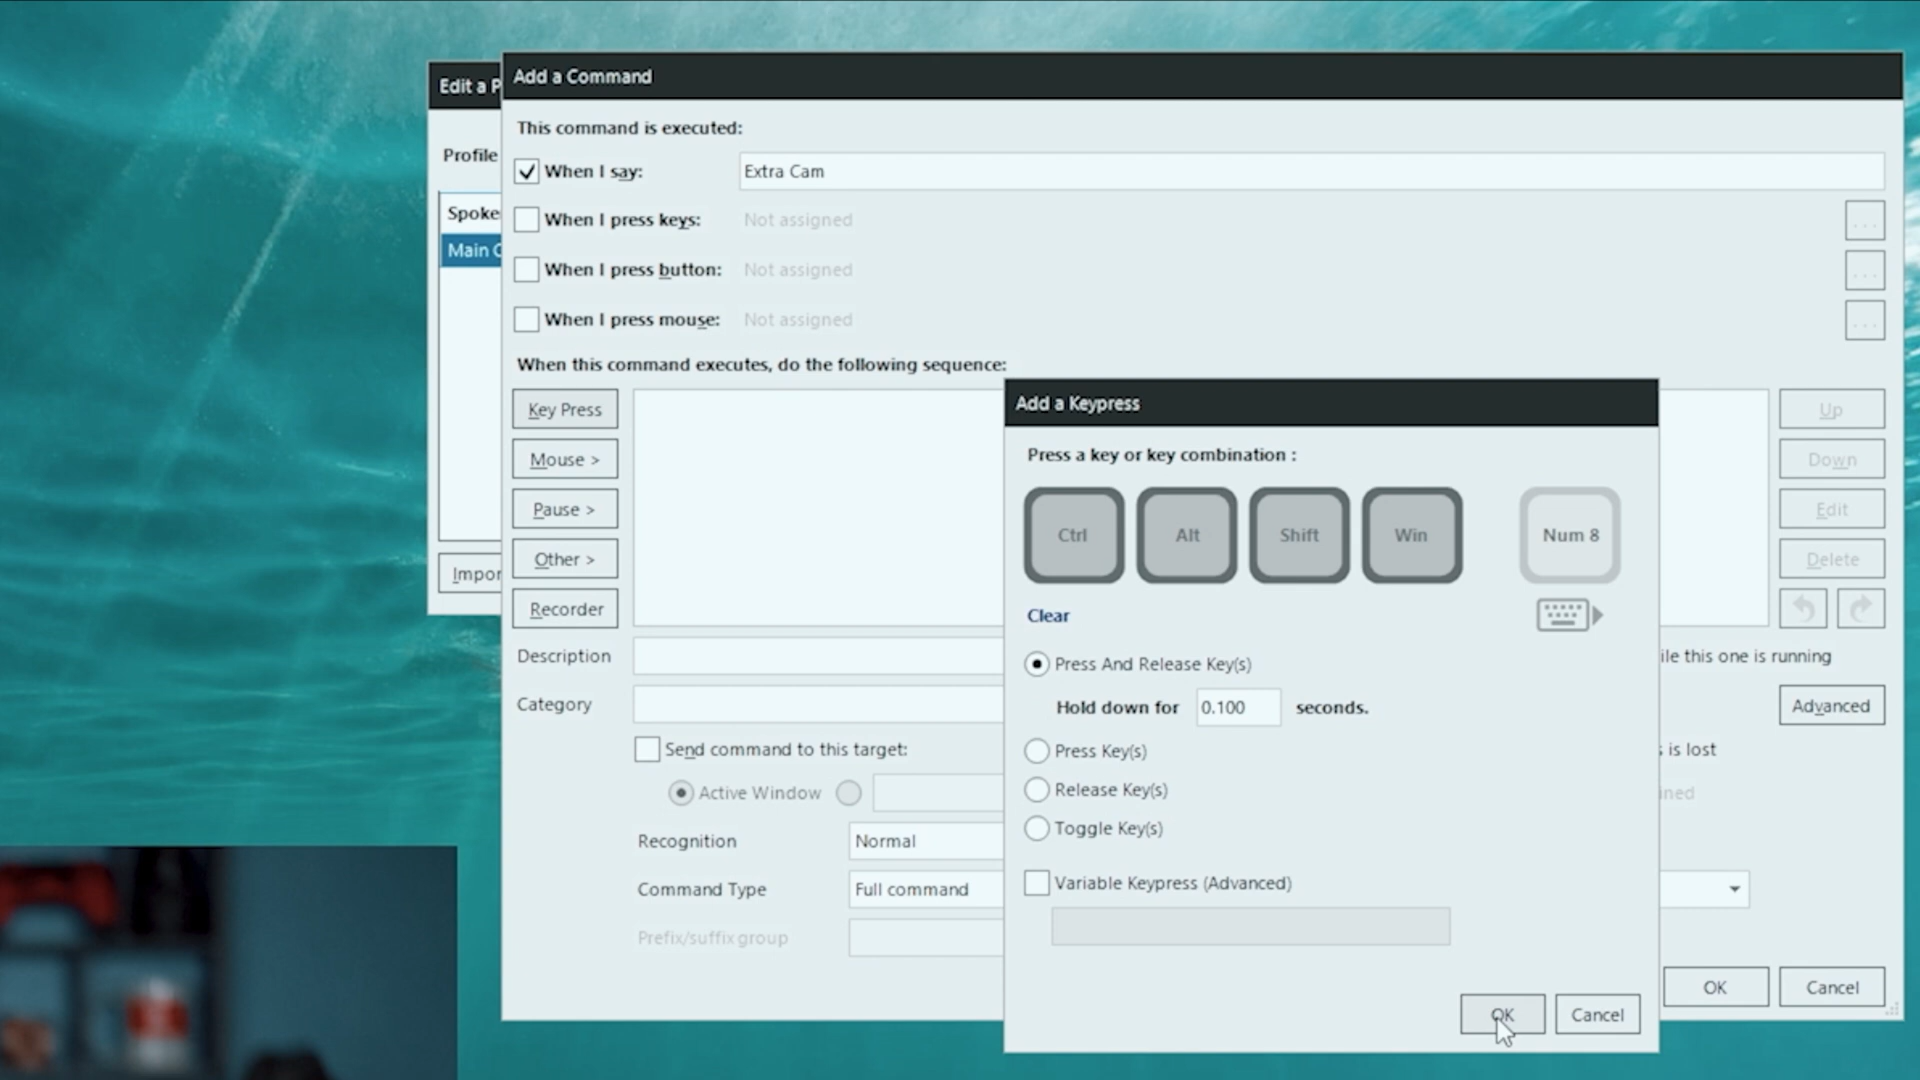 Edit a P
Add a Command
This command is executed:
Profile
When I say:
Extra Cam
Spoke
When I press keys:
Not assigned
...
Main C
When I press button:
Not assigned
...
When I press mouse:
Not assigned
...
When this command executes, do the following sequence:
Key Press
Mouse >
Pause >
Other >
Recorder
Impor
Add a Keypress
Press a key or key combination :
Ctrl
Alt
Shift
Win
Num 8
Clear
Press And Release Key(s)
Hold down for
0.100
seconds.
Press Key(s)
Release Key(s)
Toggle Key(s)
Variable Keypress (Advanced)
OK
Cancel
Up
Down
Edit
Delete
Description
ile this one is running
Category
Advanced
Send command to this target:
s is lost
Active Window
ined
Recognition
Normal
Command Type
Full command
Prefix/suffix group
OK
Cancel